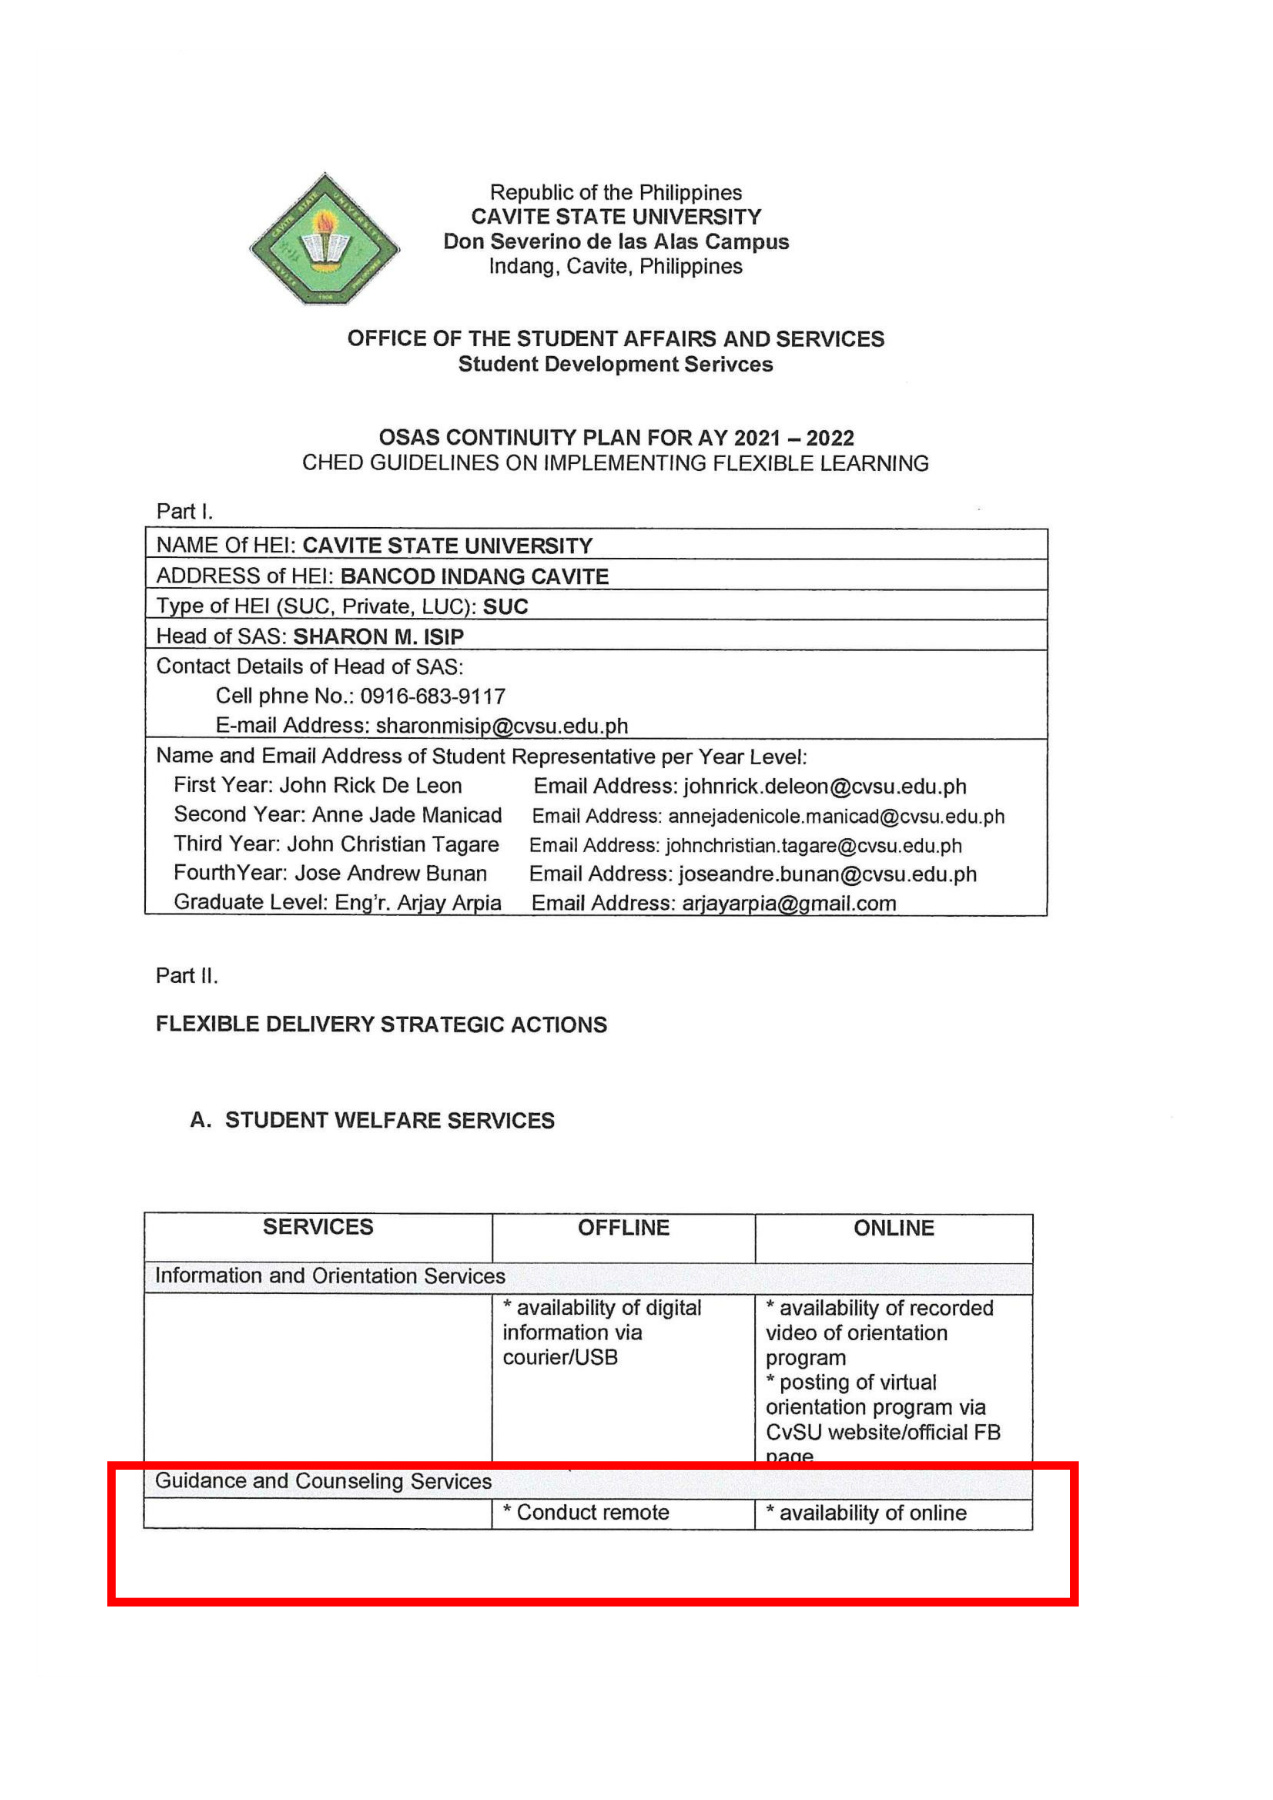 Republic of the Philippines
CAVITE STATE UNIVERSITY
Don Severino de las Alas Campus
Indang, Cavite, Philippines
OFFICE OF THE STUDENT AFFAIRS AND SERVICES
Student Development Serivces
OSAS CONTINUITY PLAN FOR AY 2021 – 2022
CHED GUIDELINES ON IMPLEMENTING FLEXIBLE LEARNING
Part I.
NAME Of HEI: CAVITE STATE UNIVERSITY
ADDRESS of HEI: BANCOD INDANG CAVITE
Type of HEI (SUC, Private, LUC): SUC
Head of SAS: SHARON M. ISIP
Contact Details of Head of SAS:
Cell phne No.: 0916-683-9117
E-mail Address: sharonmisip@cvsu.edu.ph
Name and Email Address of Student Representative per Year Level:
First Year: John Rick De Leon Email Address: johnrick.deleon@cvsu.edu.ph
Second Year: Anne Jade Manicad Email Address: annejadenicole.manicad@cvsu.edu.ph
Third Year: John Christian Tagare Email Address: johnchristian.tagare@cvsu.edu.ph
FourthYear: Jose Andrew Bunan Email Address: joseandre.bunan@cvsu.edu.ph
Graduate Level: Eng'r. Arjay Arpia Email Address: arjayarpia@gmail.com
Part II.
FLEXIBLE DELIVERY STRATEGIC ACTIONS
A. STUDENT WELFARE SERVICES
SERVICES OFFLINE ONLINE
Information and Orientation Services
* availability of digital
information via
courier/USB
* availability of recorded
video of orientation
program
* posting of virtual
orientation program via
CvSU website/official FB
page
Guidance and Counseling Services
* Conduct remote
* availability of online